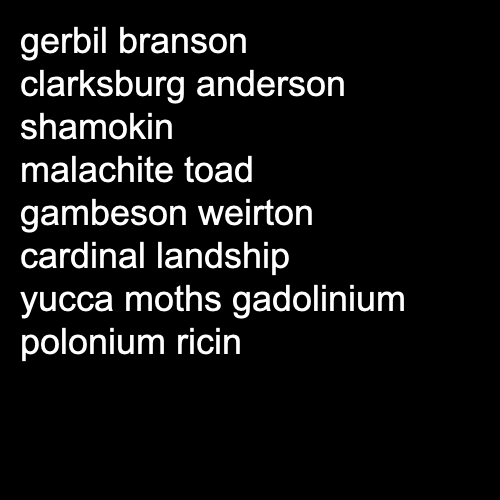 gerbil branson
clarksburg anderson
shamokin
malachite toad
gambeson weirton
cardinal landship
yucca moths gadolinium
polonium ricin